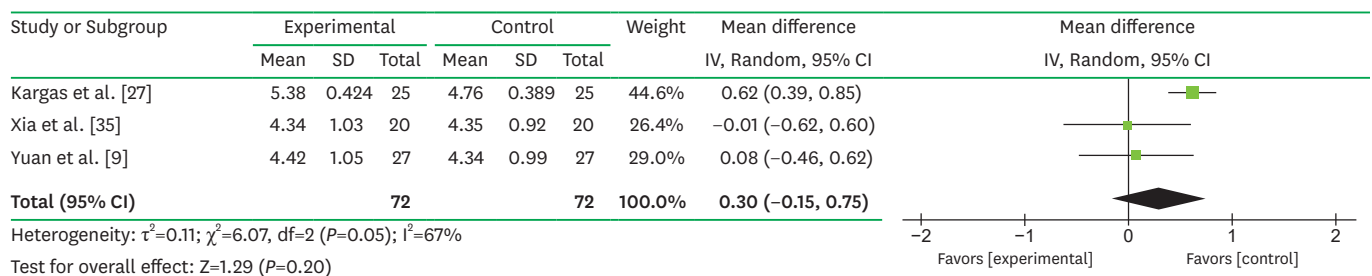 Study or Subgroup Experimental Control Weight Mean difference Mean difference
Mean SD Total Mean SD Total IV, Random, 95% CI IV, Random, 95% CI
Kargas et al. [27] 5.38 0.424 25 4.76 0.389 25 44.6% 0.62 (0.39, 0.85)
Xia et al. [35] 4.34 1.03 20 4.35 0.92 20 26.4% −0.01 (−0.62, 0.60)
Yuan et al. [9] 4.42 1.05 27 4.34 0.99 27 29.0% 0.08 (−0.46, 0.62)
Total (95% CI) 72 72 100.0% 0.30 (−0.15, 0.75)
Heterogeneity: τ²=0.11; χ²=6.07, df=2 (P=0.05); I²=67%
Test for overall effect: Z=1.29 (P=0.20)
−2 −1 0 1 2
Favors [experimental] Favors [control]